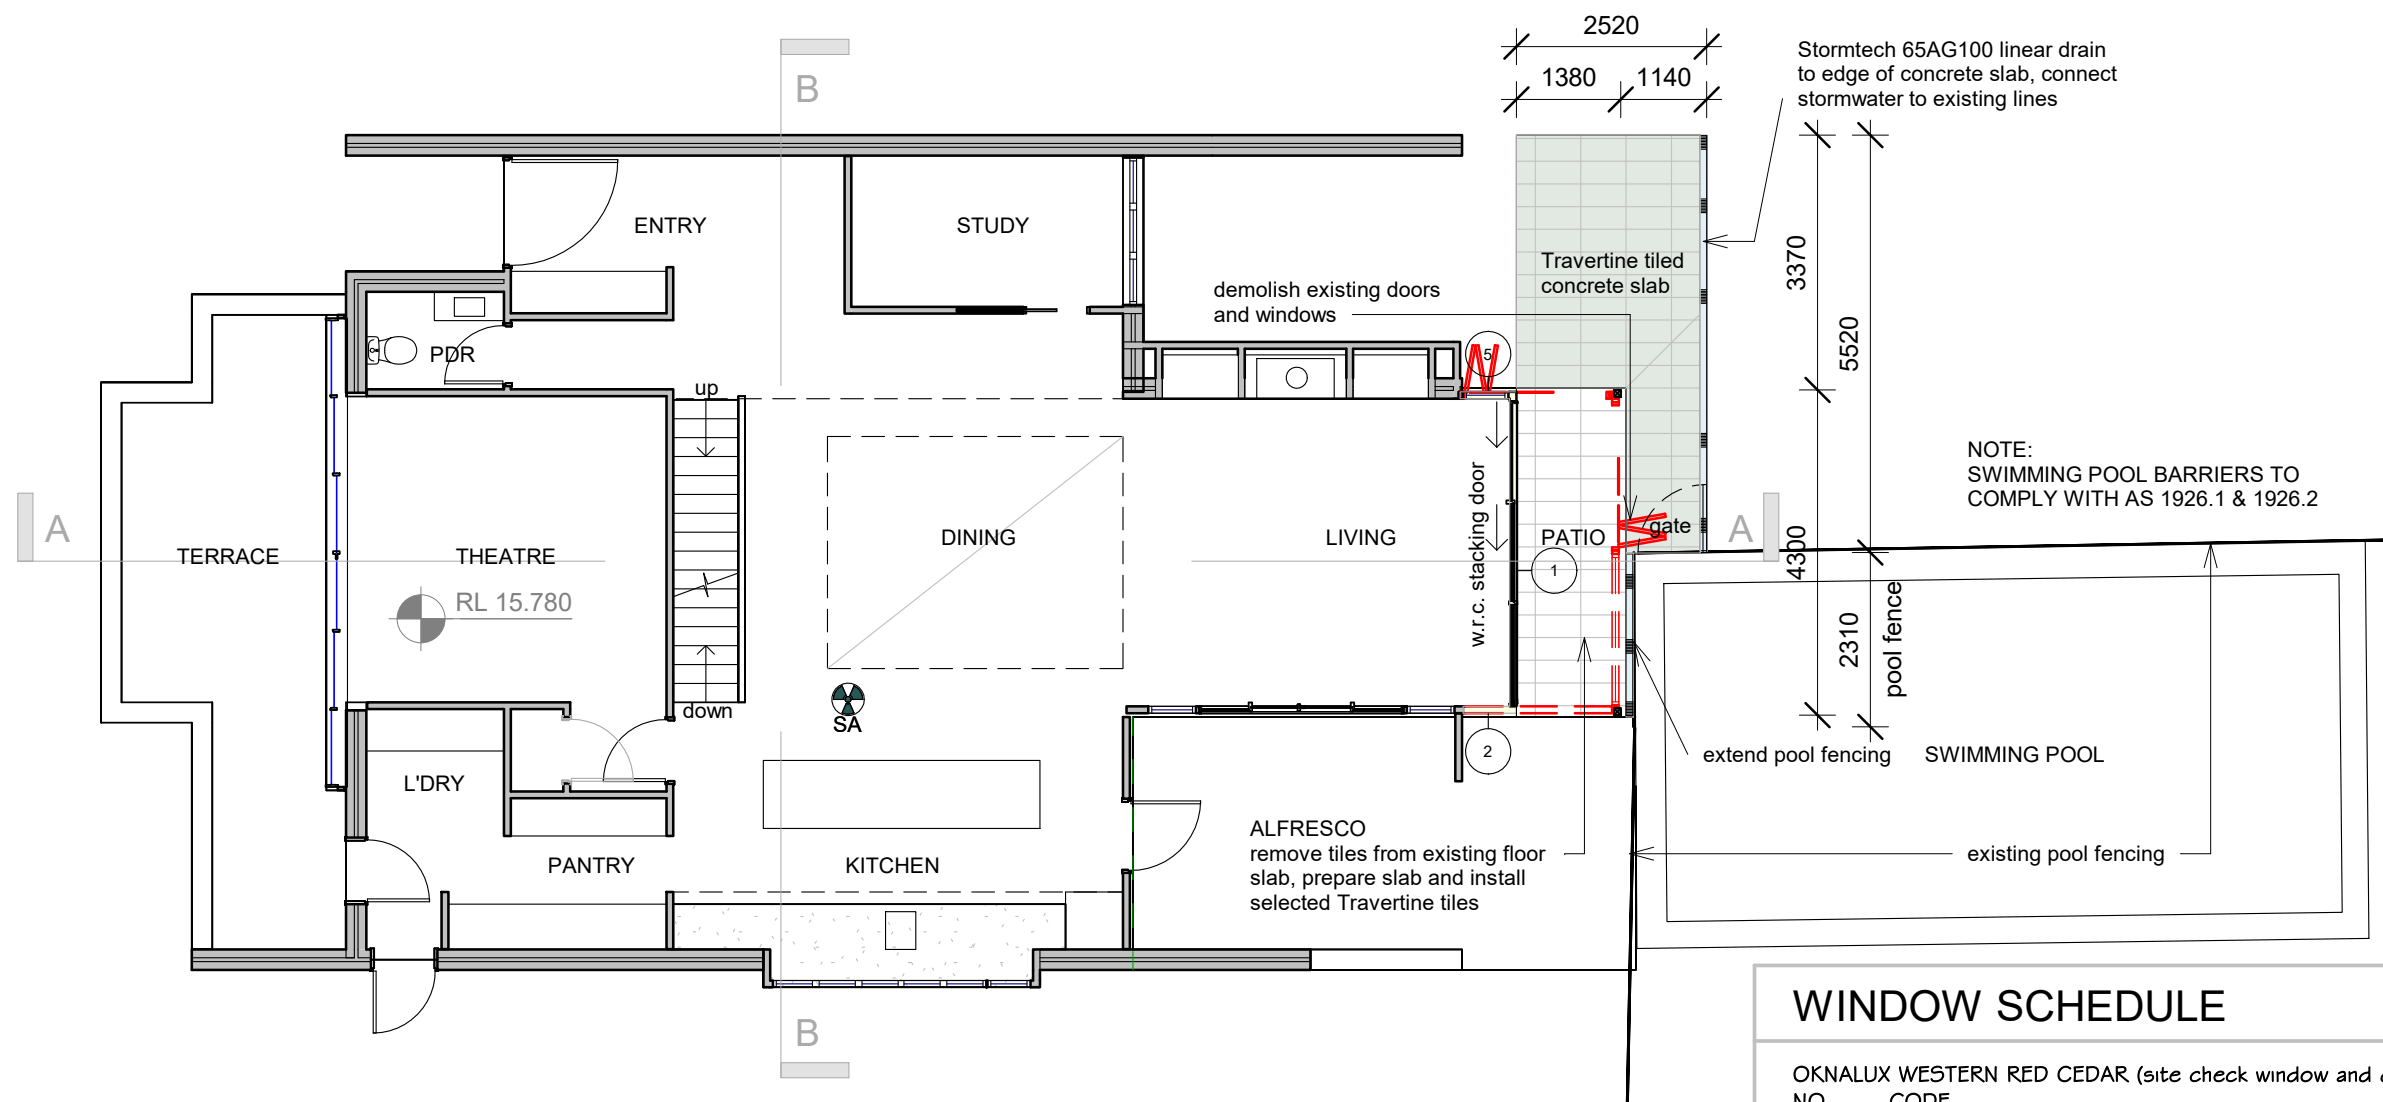 2520
1380
1140
Stormtech 65AG100 linear drain
to edge of concrete slab, connect
stormwater to existing lines
B
ENTRY
STUDY
3370
5520
Travertine tiled
concrete slab
demolish existing doors
and windows
PDR
5
up
NOTE:
SWIMMING POOL BARRIERS TO
COMPLY WITH AS 1926.1 & 1926.2
A
TERRACE
THEATRE
DINING
LIVING
w.r.c. stacking door
PATIO
gate
A
4300
1
RL 15.780
2310
pool fence
down
SA
2
extend pool fencing
SWIMMING POOL
L'DRY
PANTRY
KITCHEN
ALFRESCO
remove tiles from existing floor
slab, prepare slab and install
selected Travertine tiles
existing pool fencing
B
WINDOW SCHEDULE
OKNALUX WESTERN RED CEDAR (site check window and
NO. CODE